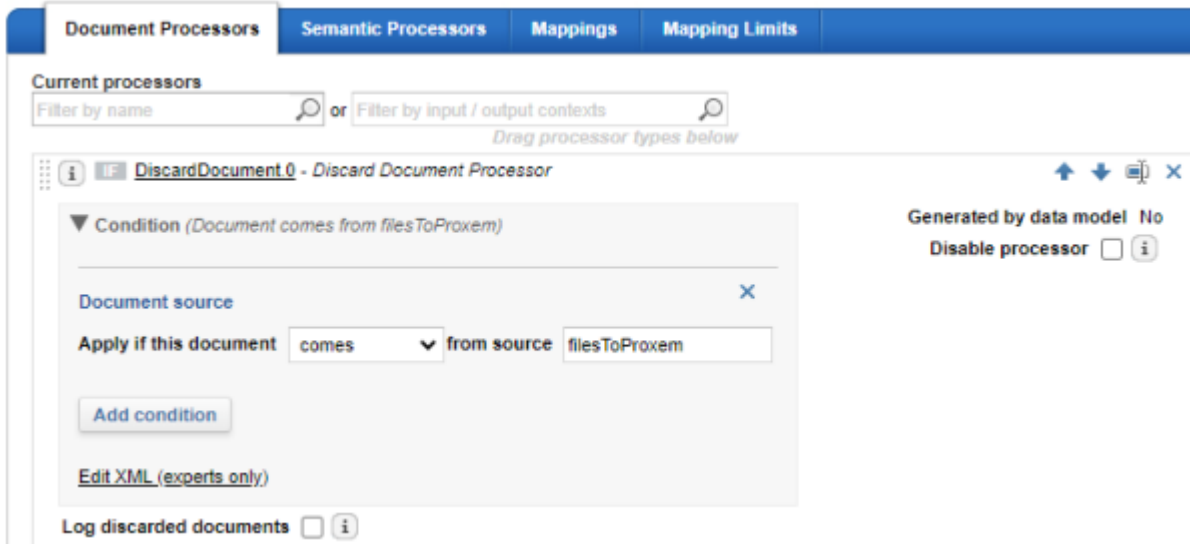 Document Processors Semantic Processors Mappings Mapping Limits
Current processors
Filter by name or Filter by input / output contexts
Drag processor types below
i IF DiscardDocument.0 - Discard Document Processor
Condition (Document comes from filesToProxem)
Generated by data model No
Disable processor i
Document source
Apply if this document comes from source filesToProxem
Add condition
Edit XML (experts only)
Log discarded documents i